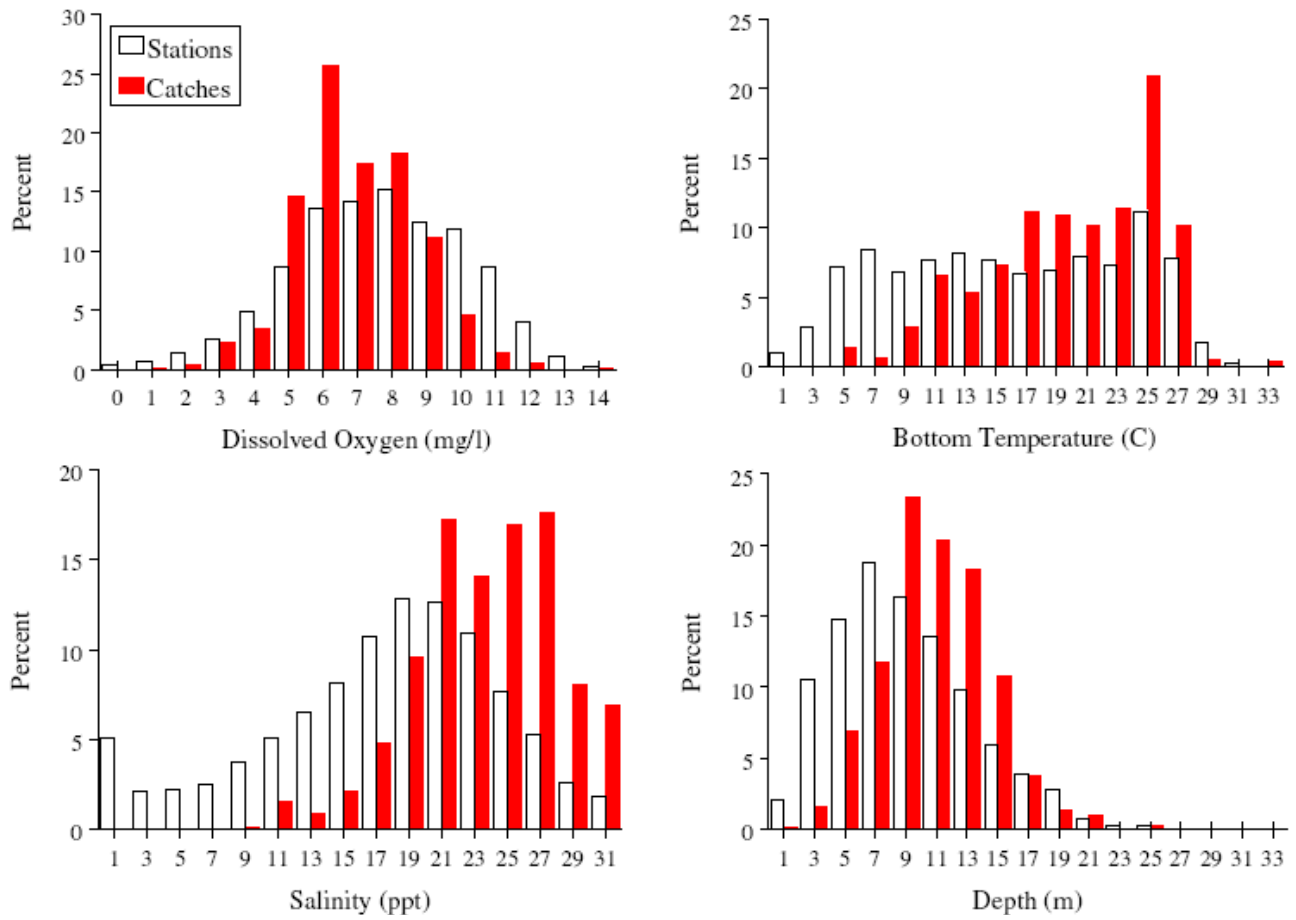 30
25
20
15
10
5
0
Percent
Stations
Catches
0 1 2 3 4 5 6 7 8 9 10 11 12 13 14
Dissolved Oxygen (mg/l)
25
20
15
10
5
0
Percent
1 3 5 7 9 11 13 15 17 19 21 23 25 27 29 31 33
Bottom Temperature (C)
20
15
10
5
0
Percent
1 3 5 7 9 11 13 15 17 19 21 23 25 27 29 31
Salinity (ppt)
25
20
15
10
5
0
Percent
1 3 5 7 9 11 13 15 17 19 21 23 25 27 29 31 33
Depth (m)